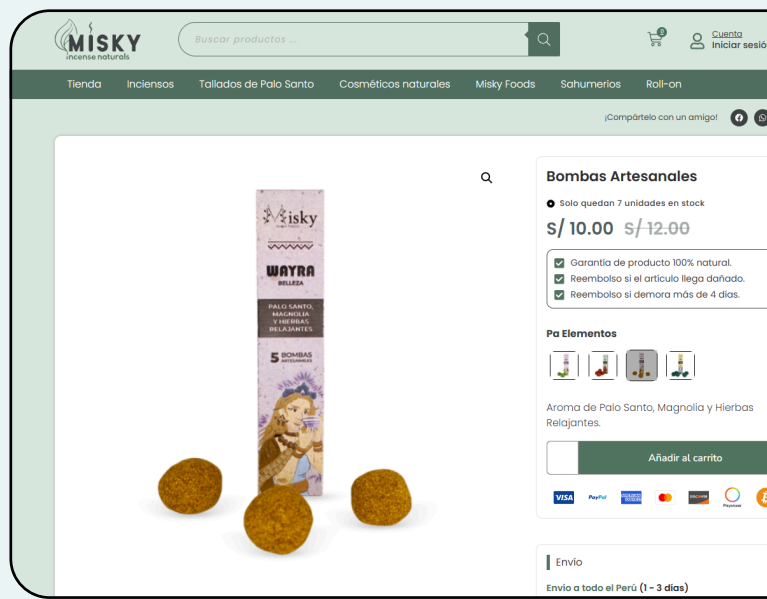 MISKY
incense naturals
Buscar productos ...
0
Cuenta
Iniciar sesió
Tienda
Inciensos
Tallados de Palo Santo
Cosméticos naturales
Misky Foods
Sahumerios
Roll-on
¡Compártelo con un amigo!
Misky
WAYRA
BELLEZA
PALO SANTO,
MAGNOLIA
Y HIERBAS
RELAJANTES
5 BOMBAS
ARTESANALES
Bombas Artesanales
Solo quedan 7 unidades en stock
S/ 10.00 S/ 12.00
Garantía de producto 100% natural.
Reembolso si el artículo llega dañado.
Reembolso si demora más de 4 días.
Pa Elementos
Aroma de Palo Santo, Magnolia y Hierbas
Relajantes.
Añadir al carrito
VISA
PayPal
DISCOVER
Payoneer
Envío
Envío a todo el Perú (1 - 3 días)